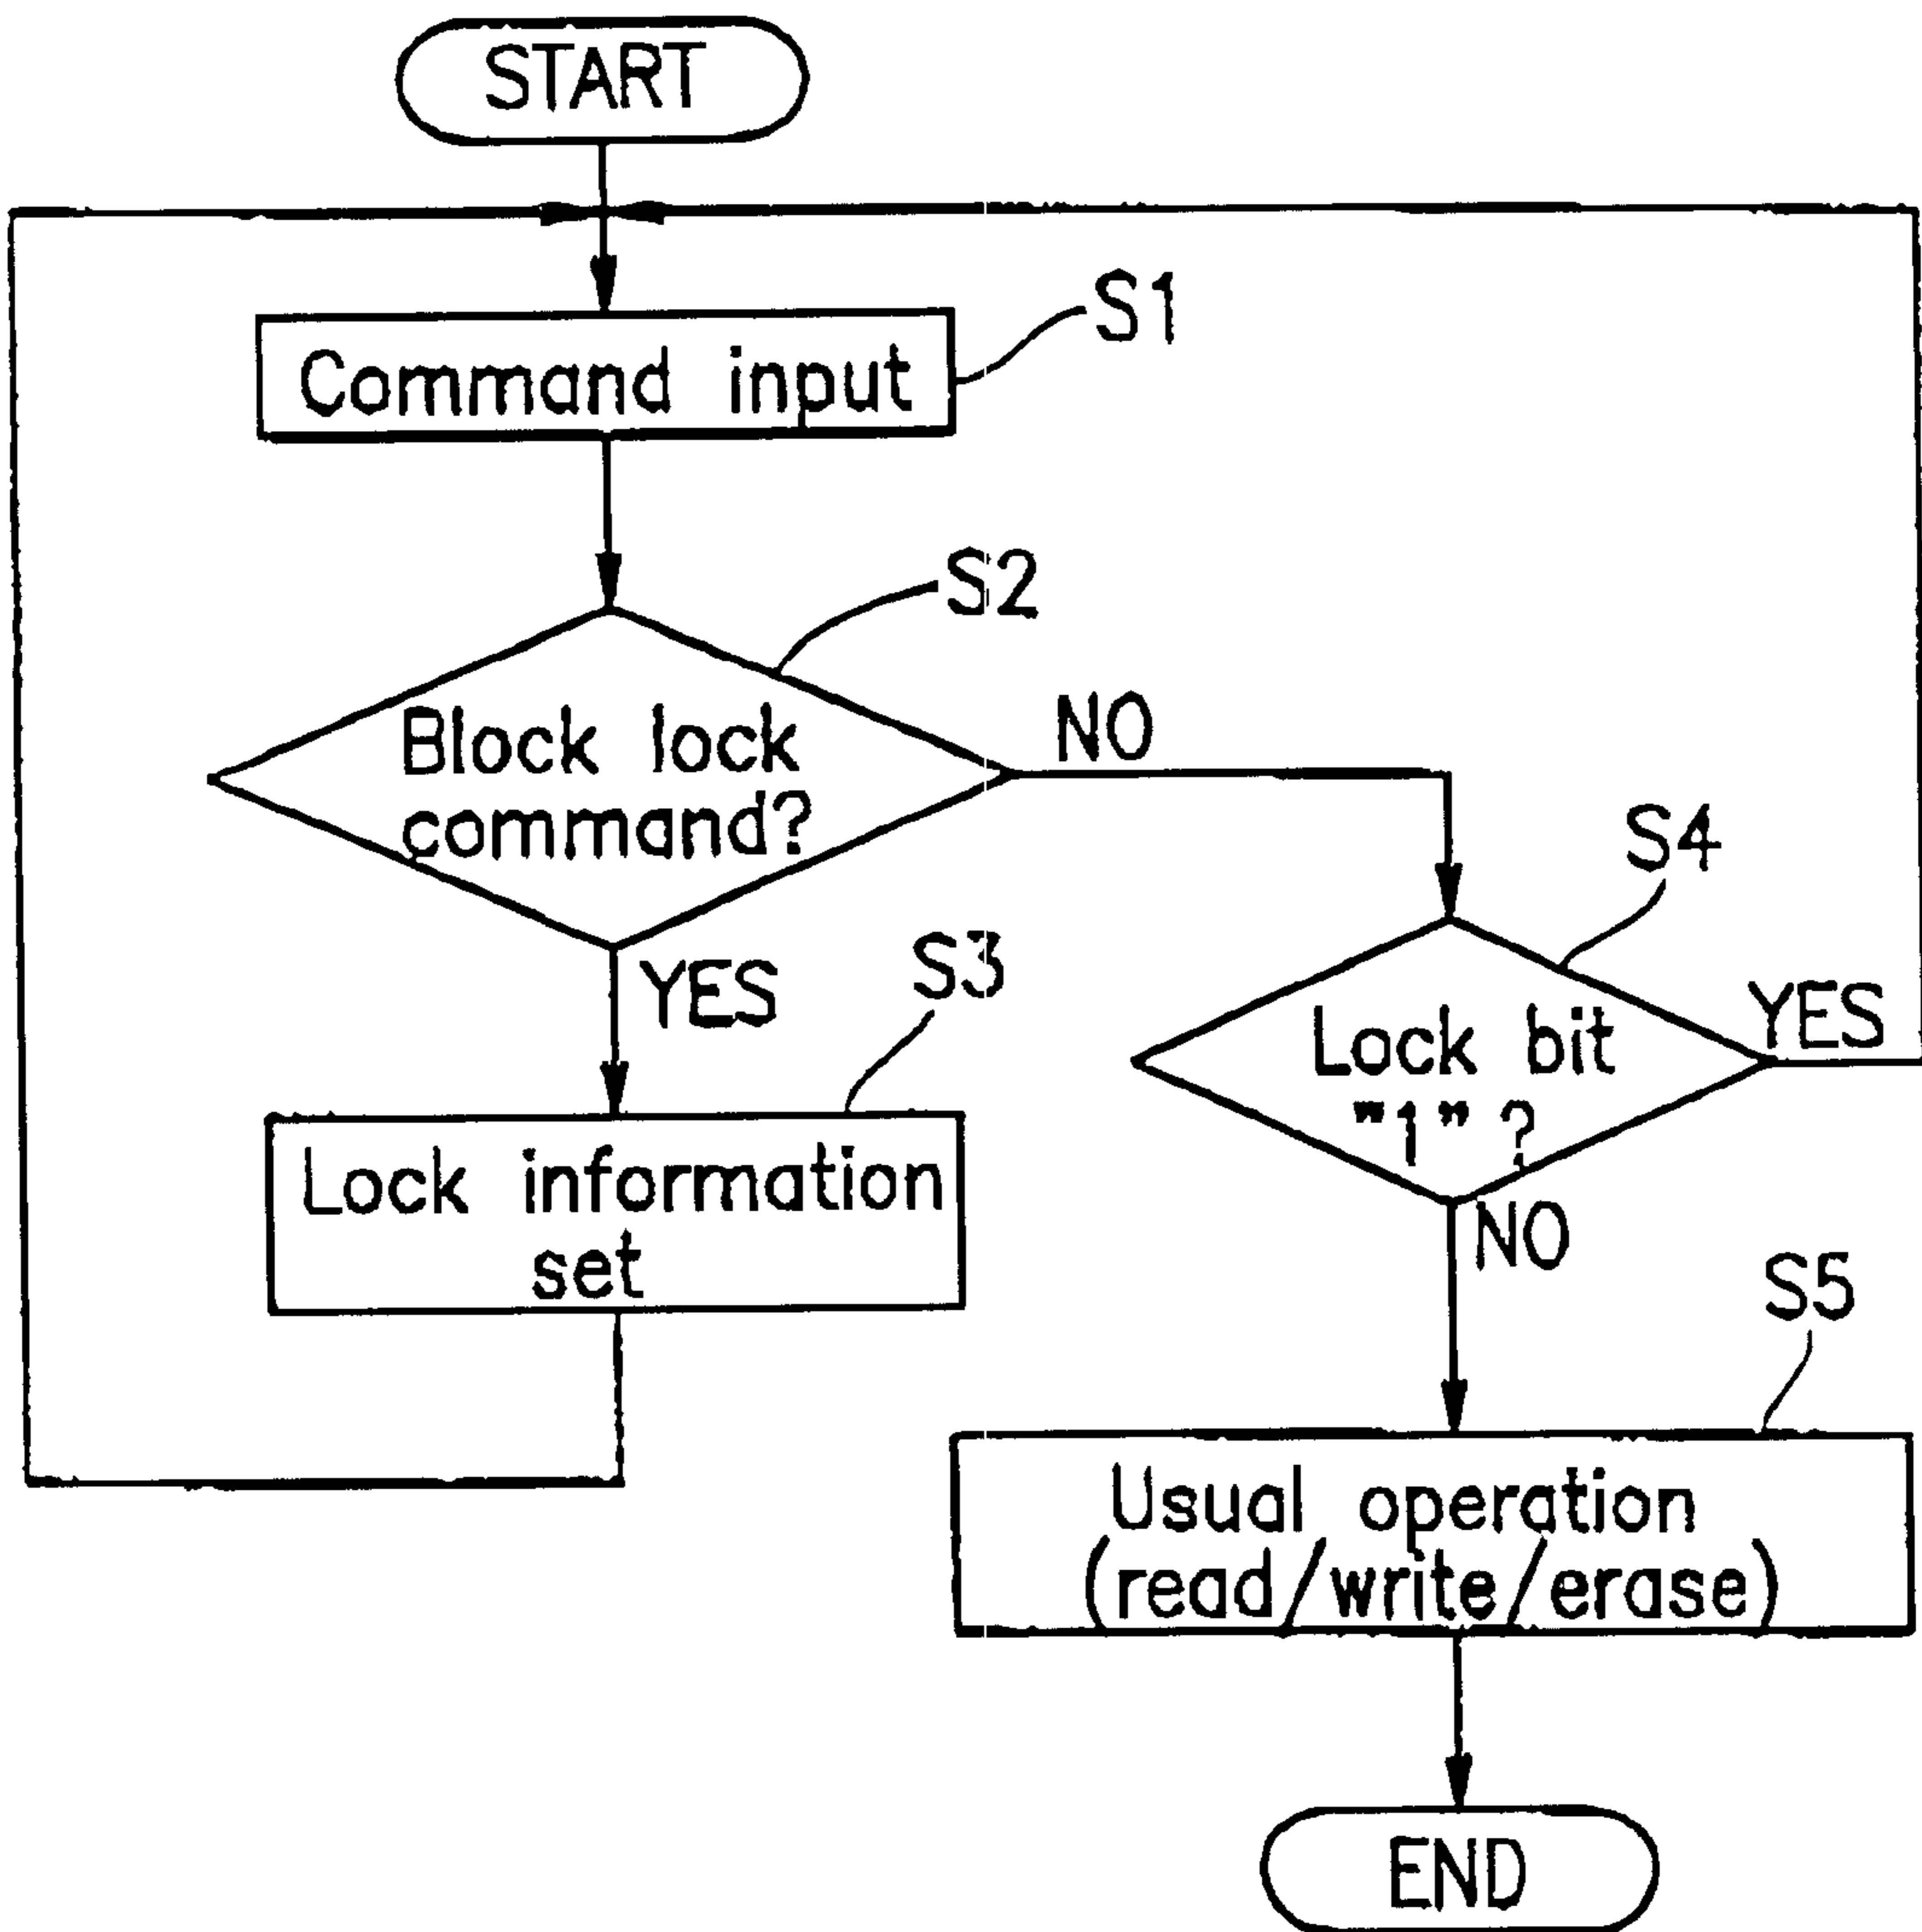 START
Command input
S1
S2
Block lock
command?
NO
YES
S3
Lock information
set
S4
Lock bit
"1" ?
YES
NO
S5
Usual operation
(read/write/erase)
END